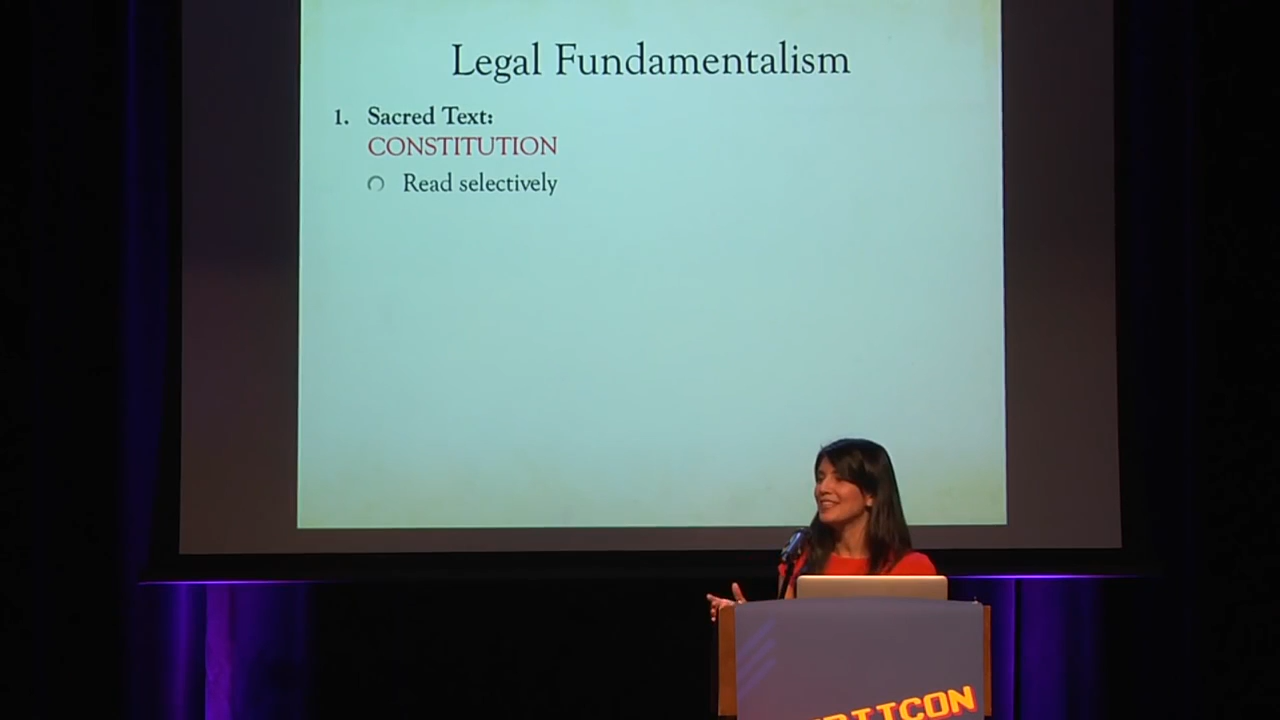 Legal Fundamentalism
1. Sacred Text:
CONSTITUTION
Read selectively